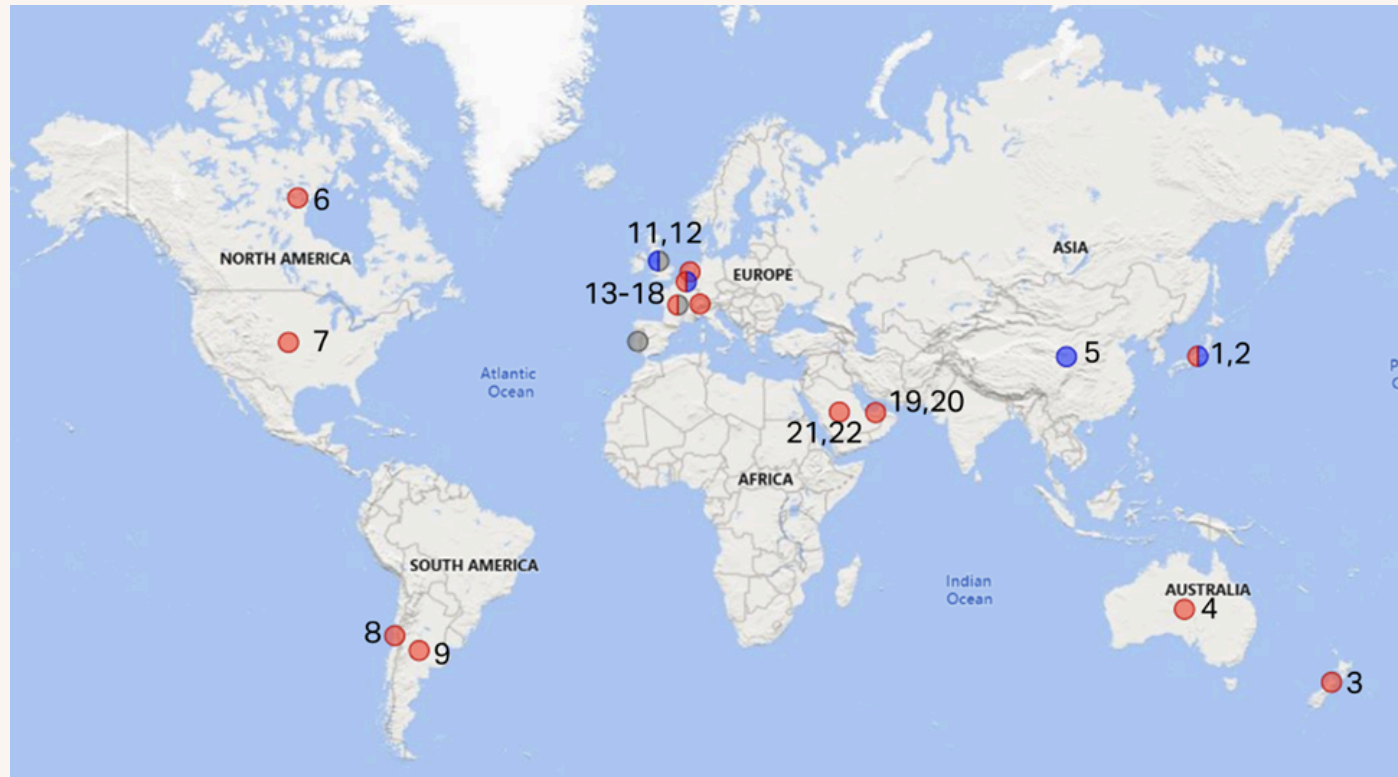 6
NORTH AMERICA
7
11,12
EUROPE
13-18
ASIA
5
1,2
Atlantic
Ocean
19,20
21,22
AFRICA
SOUTH AMERICA
8
9
Indian
Ocean
AUSTRALIA
4
3